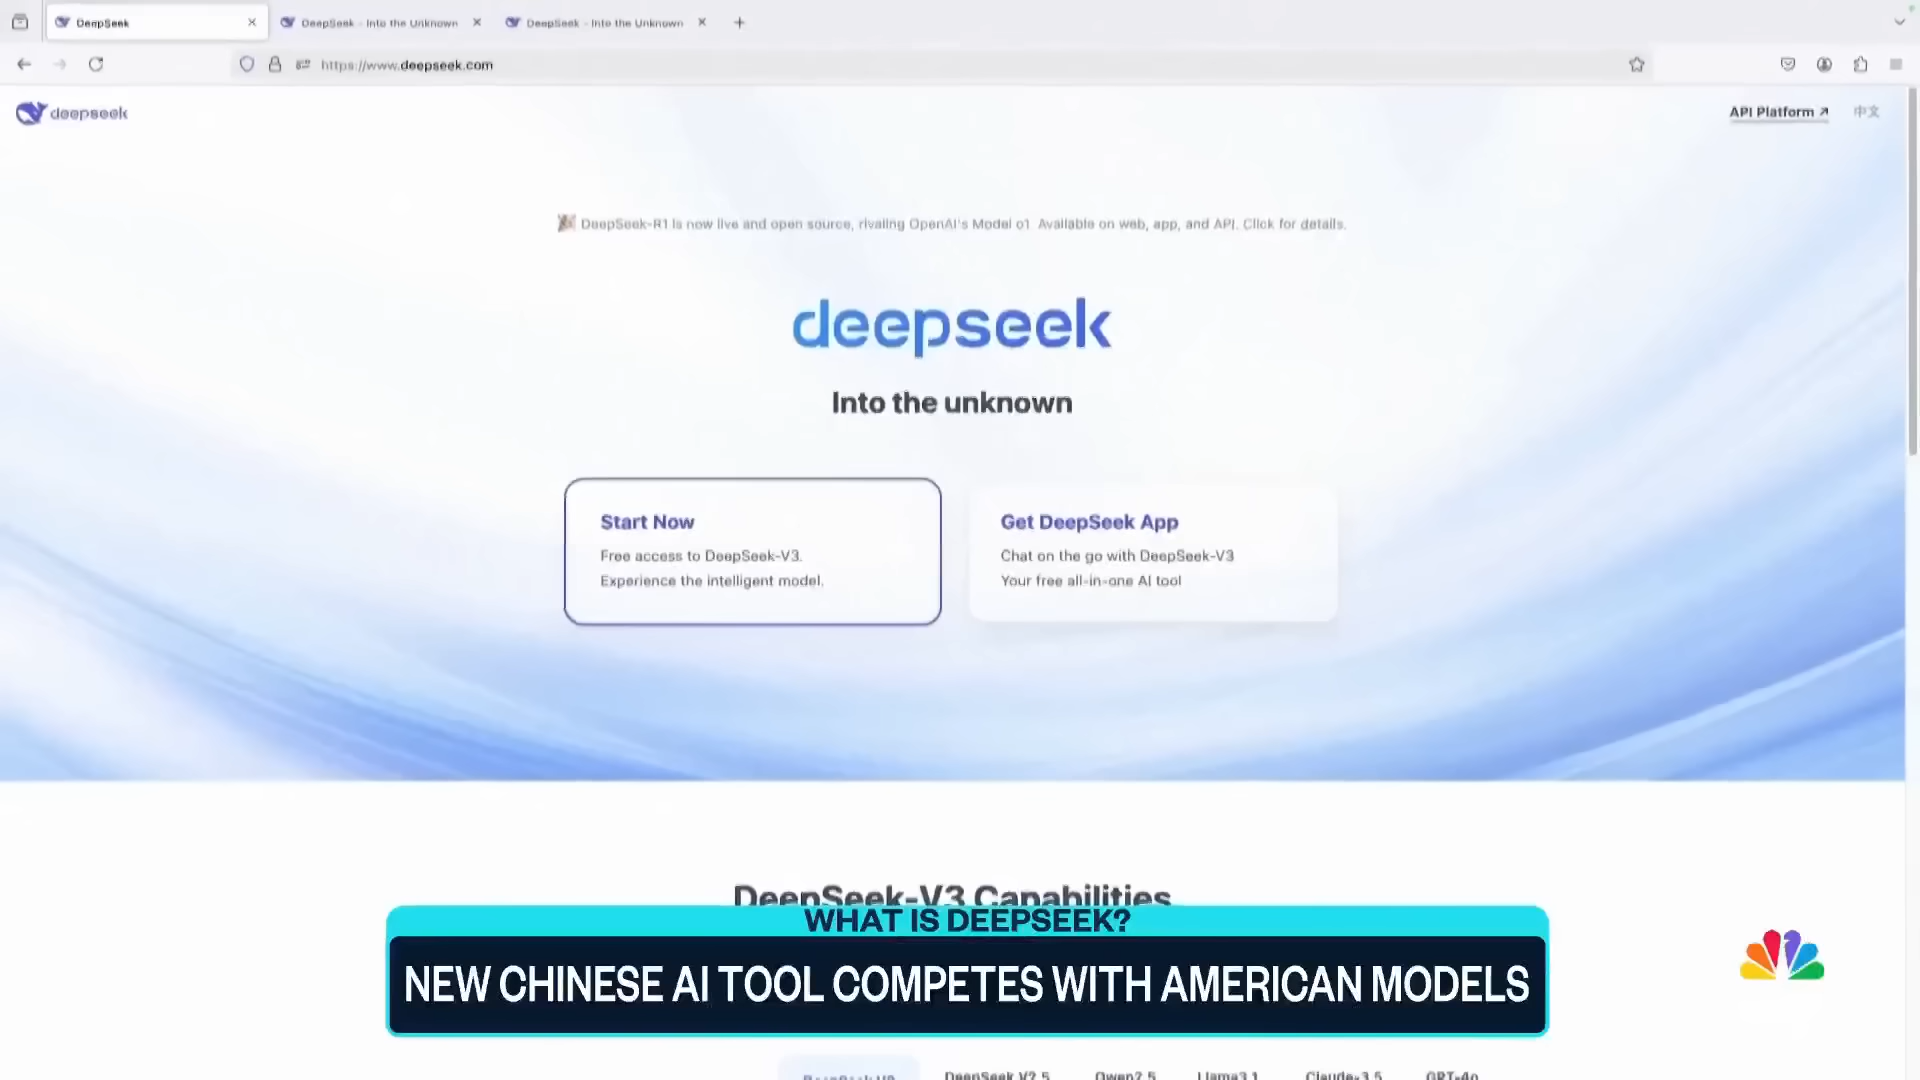 DeepSeek
DeepSeek - Into the Unknown
DeepSeek - Into the Unknown
https://www.deepseek.com
deepseek
API Platform
中文
DeepSeek-R1 is now live and open source, rivaling OpenAI's Model o1. Available on web, app, and API. Click for details.
deepseek
Into the unknown
Start Now
Free access to DeepSeek-V3.
Experience the intelligent model.
Get DeepSeek App
Chat on the go with DeepSeek-V3
Your free all-in-one AI tool
DeepSeek-V3 Capabilities
WHAT IS DEEPSEEK?
NEW CHINESE AI TOOL COMPETES WITH AMERICAN MODELS
DeepSeek V3 DeepSeek V2.5 Qwen2.5 Llama3.1 Claude-3.5 GPT-4o